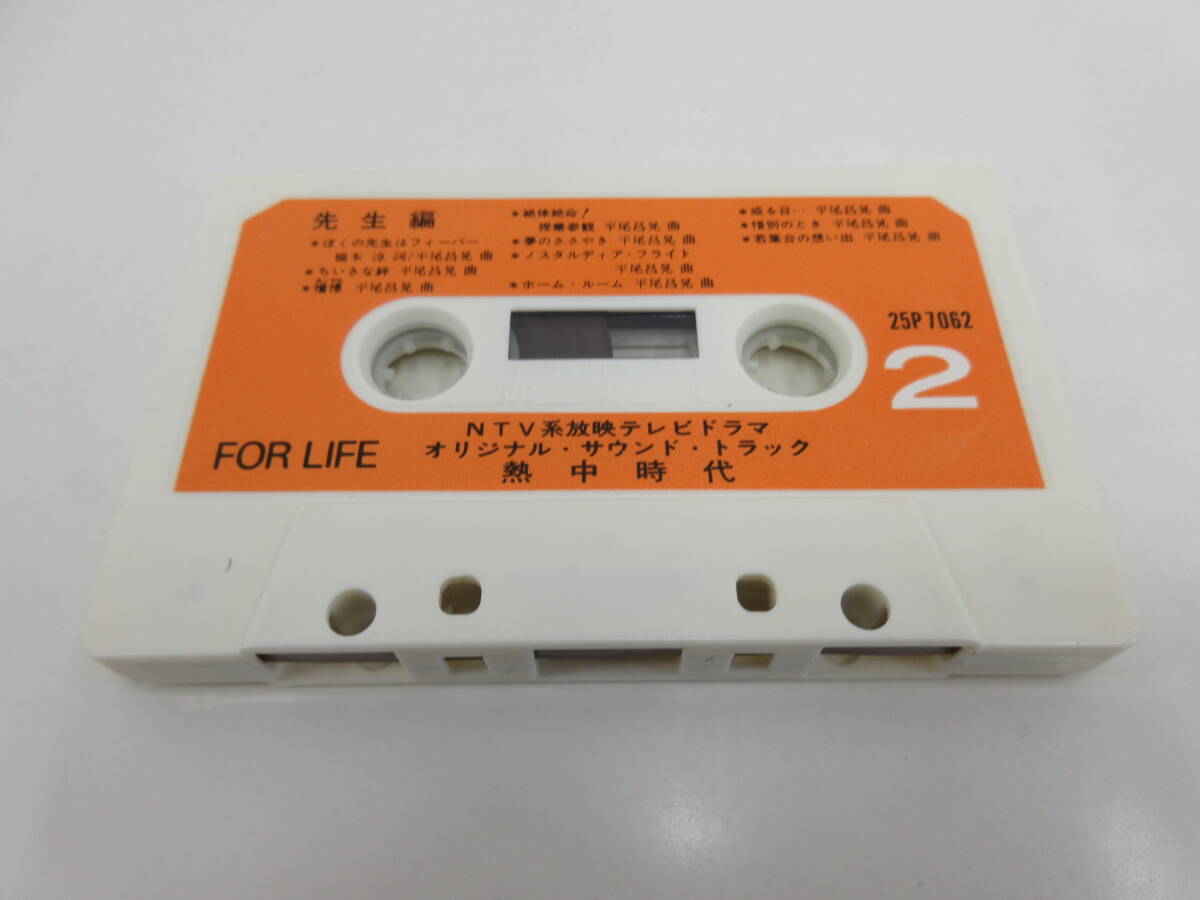 先生編
*ぼくの先生はフィーバー
橋本 淳 詞/平尾昌晃 曲
*ちいさな絆 平尾昌晃 曲
*憧憬 平尾昌晃 曲
*絶体絶命!
授業参観 平尾昌晃 曲
*夢のささやき 平尾昌晃 曲
*ノスタルディア・フライト
平尾昌晃 曲
*ホーム・ルーム 平尾昌晃 曲
*或る日… 平尾昌晃 曲
*惜別のとき 平尾昌晃 曲
*若葉台の想い出 平尾昌晃 曲
25P7062
2
FOR LIFE
NTV系放映テレビドラマ
オリジナル・サウンド・トラック
熱中時代